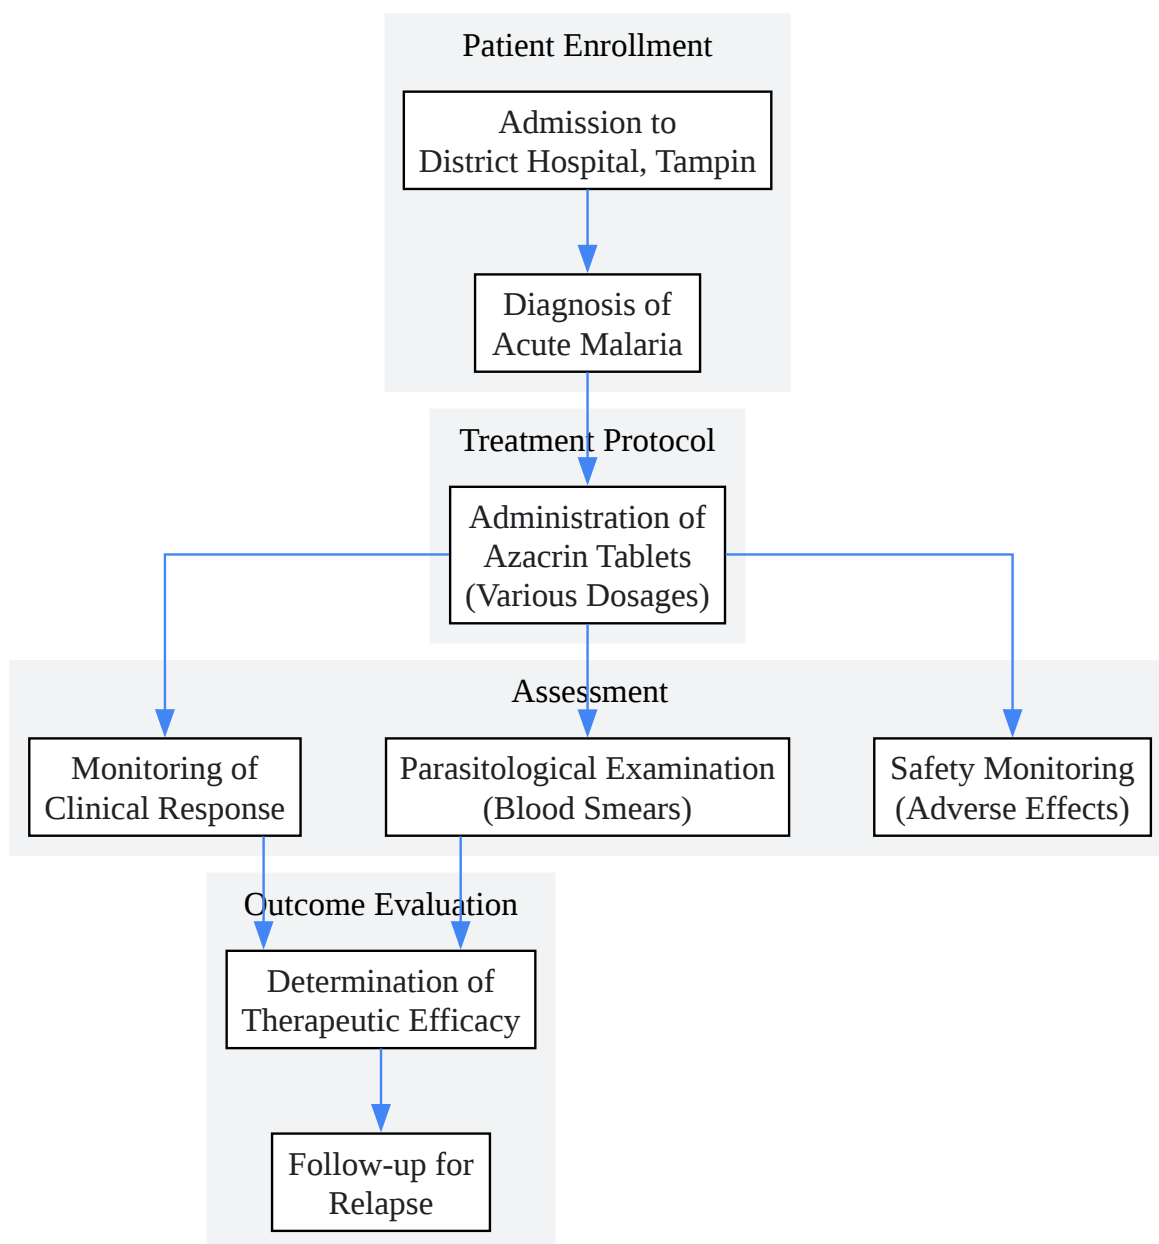 Patient Enrollment
Admission to
District Hospital, Tampin
Diagnosis of
Acute Malaria
Treatment Protocol
Administration of
Azacrin Tablets
(Various Dosages)
Assessment
Monitoring of
Clinical Response
Parasitological Examination
(Blood Smears)
Safety Monitoring
(Adverse Effects)
Outcome Evaluation
Determination of
Therapeutic Efficacy
Follow-up for
Relapse